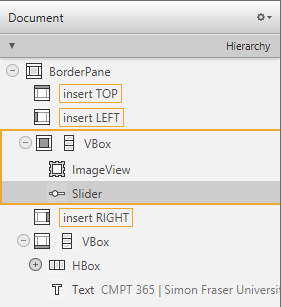 Document
Hierarchy
BorderPane
insert TOP
insert LEFT
VBox
ImageView
Slider
insert RIGHT
VBox
HBox
Text CMPT 365 | Simon Fraser Universi